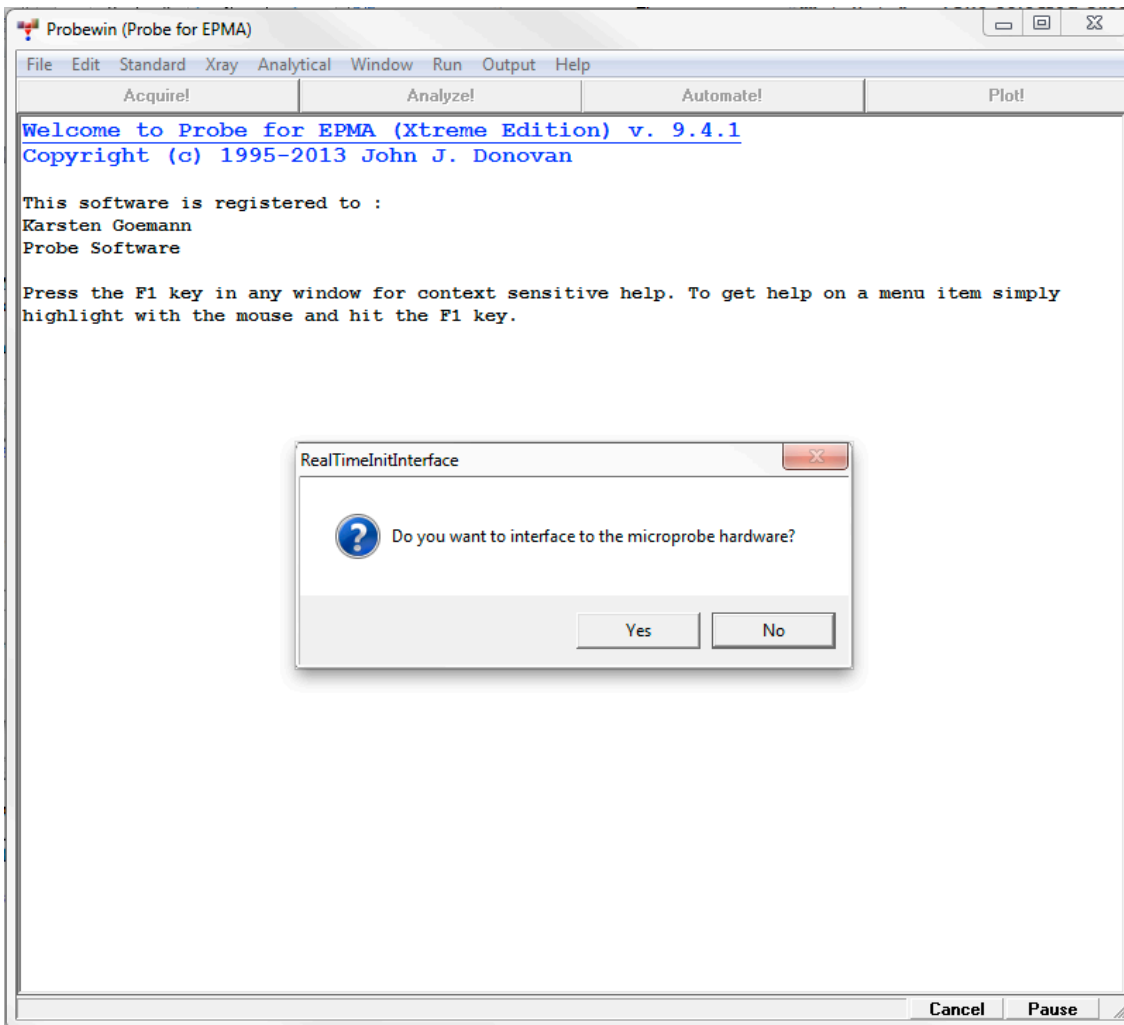 Probewin (Probe for EPMA)
File Edit Standard Xray Analytical Window Run Output Help
Acquire! Analyze! Automate! Plot!
Welcome to Probe for EPMA (Xtreme Edition) v. 9.4.1
Copyright (c) 1995-2013 John J. Donovan
This software is registered to :
Karsten Goemann
Probe Software
Press the F1 key in any window for context sensitive help. To get help on a menu item simply
highlight with the mouse and hit the F1 key.
RealTimeInitInterface
Do you want to interface to the microprobe hardware?
Yes No
Cancel Pause